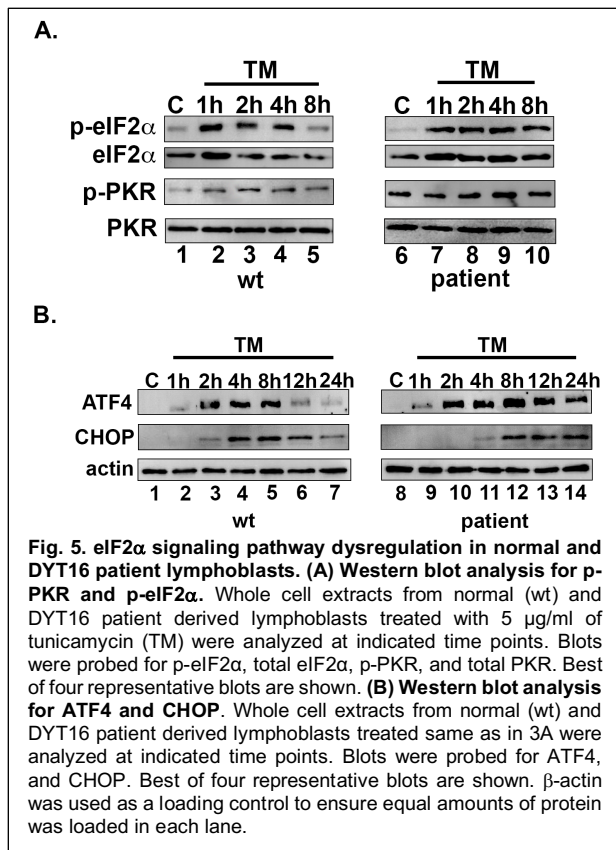 A.
TM TM
C 1h 2h 4h 8h C 1h 2h 4h 8h
p-eIF2α
eIF2α
p-PKR
PKR
1 2 3 4 5 6 7 8 9 10
wt patient
B.
TM TM
C 1h 2h 4h 8h 12h 24h C 1h 2h 4h 8h 12h 24h
ATF4
CHOP
actin
1 2 3 4 5 6 7 8 9 10 11 12 13 14
wt patient
Fig. 5. eIF2α signaling pathway dysregulation in normal and
DYT16 patient lymphoblasts. (A) Western blot analysis for p-
PKR and p-eIF2α. Whole cell extracts from normal (wt) and
DYT16 patient derived lymphoblasts treated with 5 µg/ml of
tunicamycin (TM) were analyzed at indicated time points. Blots
were probed for p-eIF2α, total eIF2α, p-PKR, and total PKR. Best
of four representative blots are shown. (B) Western blot analysis
for ATF4 and CHOP. Whole cell extracts from normal (wt) and
DYT16 patient derived lymphoblasts treated same as in 3A were
analyzed at indicated time points. Blots were probed for ATF4,
and CHOP. Best of four representative blots are shown. β-actin
was used as a loading control to ensure equal amounts of protein
was loaded in each lane.